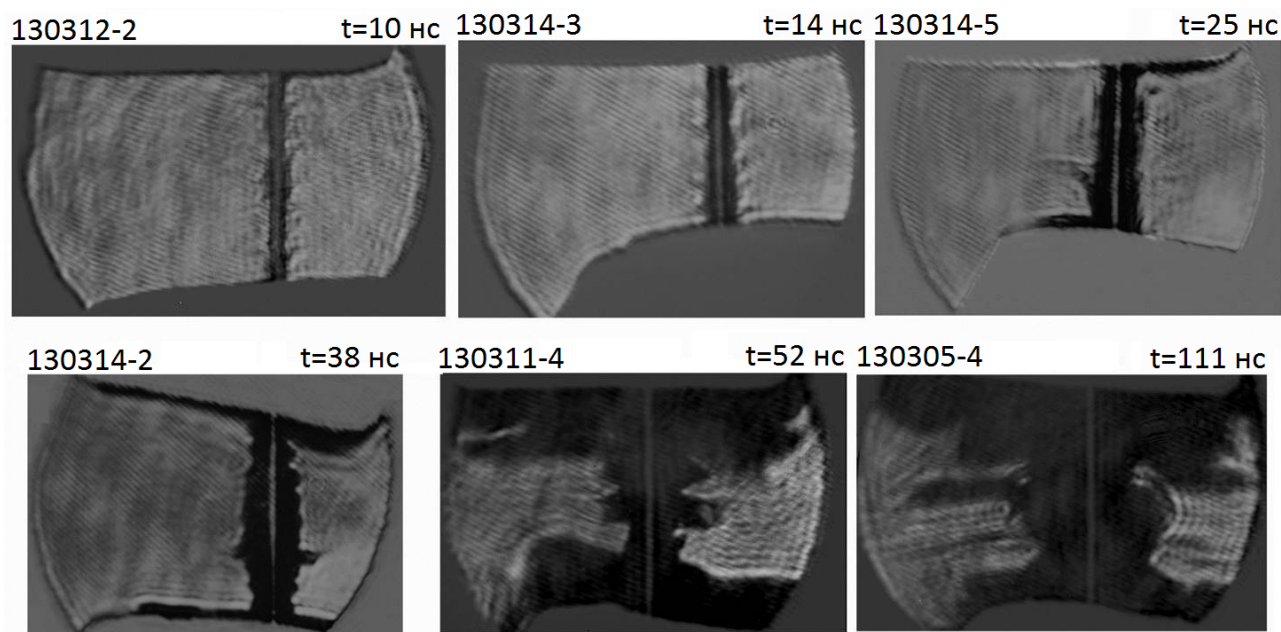 130312-2 t=10 нс
130314-3 t=14 нс
130314-5 t=25 нс
130314-2 t=38 нс
130311-4 t=52 нс
130305-4 t=111 нс